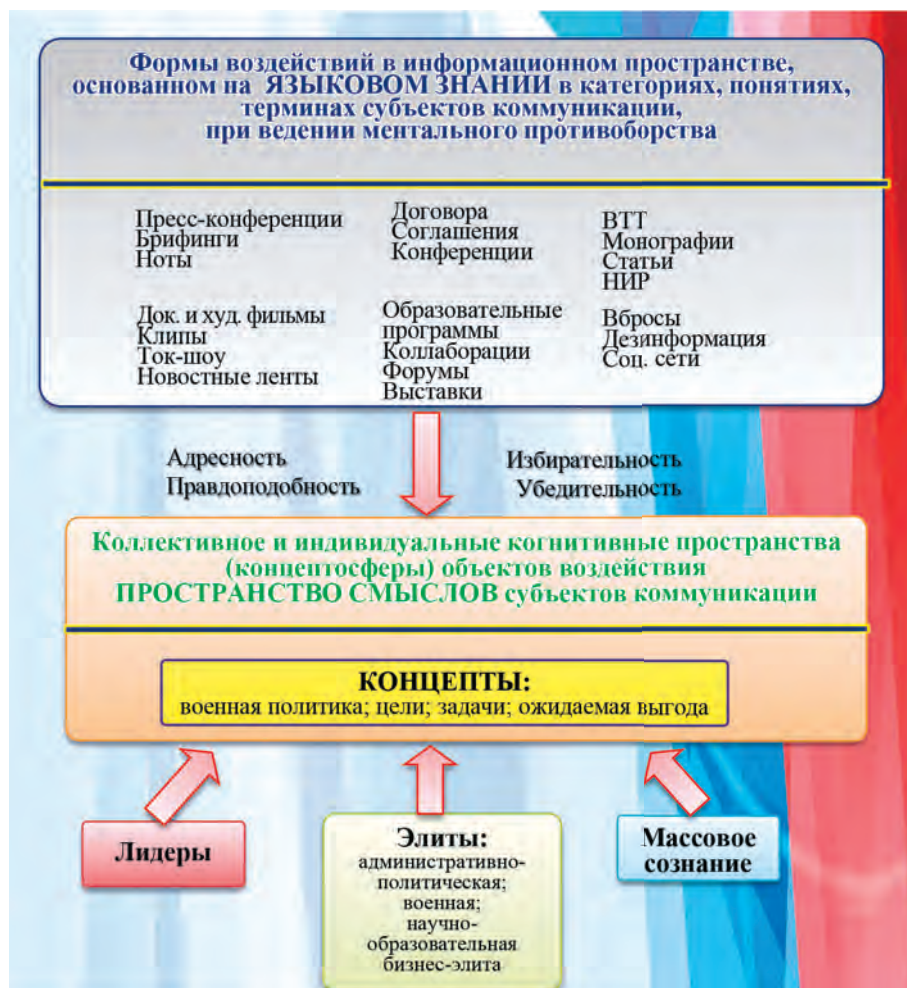 Формы воздействий в информационном пространстве,
основанном на ЯЗЫКОВОМ ЗНАНИИ в категориях, понятиях,
терминах субъектов коммуникации,
при ведении ментального противоборства
Пресс-конференции
Брифинги
Ноты
Договора
Соглашения
Конференции
ВТТ
Монографии
Статьи
НИР
Док. и худ. фильмы
Клипы
Ток-шоу
Новостные ленты
Образовательные
программы
Коллаборации
Форумы
Выставки
Вбросы
Дезинформация
Соц. сети
Адресность
Правдоподобность
Избирательность
Убедительность
Коллективное и индивидуальные когнитивные пространства
(концептосферы) объектов воздействия
ПРОСТРАНСТВО СМЫСЛОВ субъектов коммуникации
КОНЦЕПТЫ:
военная политика; цели; задачи; ожидаемая выгода
Лидеры
Элиты:
административно-
политическая;
военная;
научно-
образовательная
бизнес-элита
Массовое
сознание